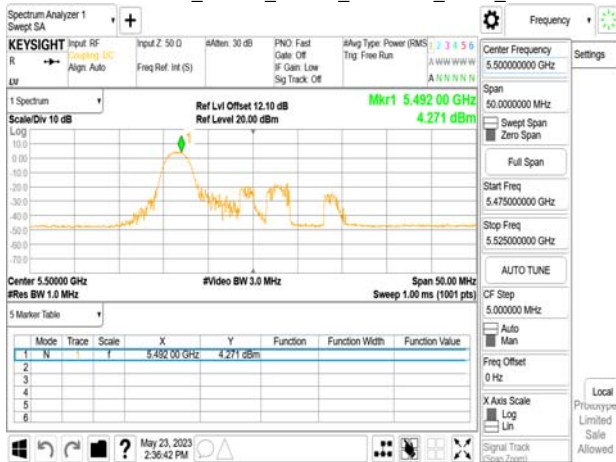 Spectrum Analyzer 1
Swept SA
+
Frequency
KEYSIGHT
R
LV
Input: RF
Coupling: DC
Align: Auto
Input Z: 50 Ω
Freq Ref: Int (S)
#Atten: 30 dB
PNO: Fast
Gate: Off
IF Gain: Low
Sig Track: Off
#Avg Type: Power (RMS
Trig: Free Run
1 2 3 4 5 6
A W W W W W
A N N N N N
1 Spectrum
Scale/Div 10 dB
Ref Lvl Offset 12.10 dB
Ref Level 20.00 dBm
Mkr1 5.492 00 GHz
4.271 dBm
Log
10.0
0.00
-10.0
-20.0
-30.0
-40.0
-50.0
-60.0
-70.0
1
Center 5.50000 GHz
#Video BW 3.0 MHz
Span 50.00 MHz
#Res BW 1.0 MHz
Sweep 1.00 ms (1001 pts)
5 Marker Table
Mode Trace Scale X Y Function Function Width Function Value
1 N 1 f 5.492 00 GHz 4.271 dBm
2
3
4
5
6
?
May 23, 2023
2:36:42 PM
Center Frequency
5.500000000 GHz
Span
50.0000000 MHz
Swept Span
Zero Span
Full Span
Start Freq
5.475000000 GHz
Stop Freq
5.525000000 GHz
AUTO TUNE
CF Step
5.000000 MHz
Auto
Man
Freq Offset
0 Hz
X Axis Scale
Log
Lin
Signal Track
(Span Zoom)
Settings
Local
Prototype
Limited
Sale
Allowed